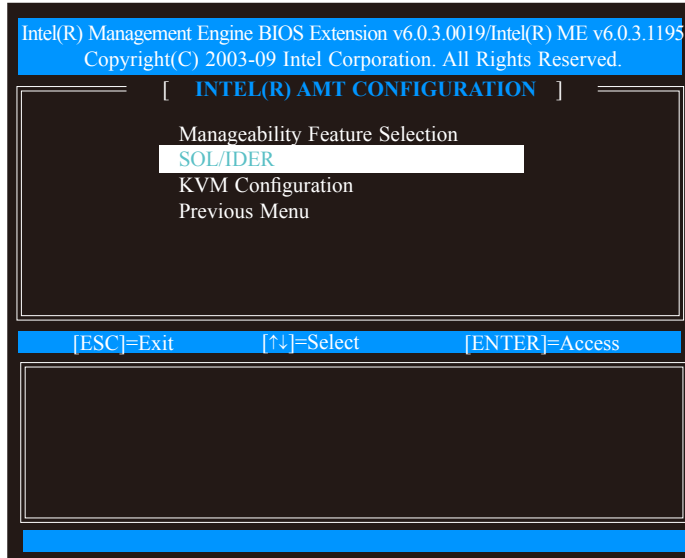 Intel(R) Management Engine BIOS Extension v6.0.3.0019/Intel(R) ME v6.0.3.1195
Copyright(C) 2003-09 Intel Corporation. All Rights Reserved.
[ INTEL(R) AMT CONFIGURATION ]
Manageability Feature Selection
SOL/IDER
KVM Configuration
Previous Menu
[ESC]=Exit [↑↓]=Select [ENTER]=Access